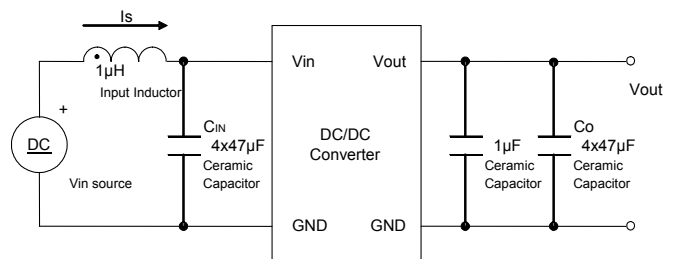 Is
1µH
Input Inductor
+
DC
Vin source
CIN
4x47µF
Ceramic
Capacitor
Vin
Vout
DC/DC
Converter
GND
GND
1µF
Ceramic
Capacitor
Co
4x47µF
Ceramic
Capacitor
Vout